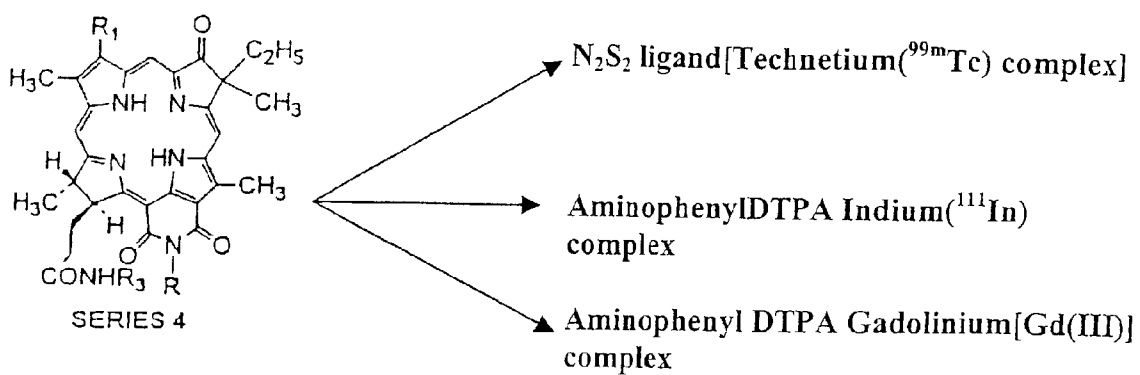 R₁
O
C₂H₅
H₃C
NH
N
CH₃
H
N
HN
H₃C
CH₃
H
O
N
O
CONHR₃
R
SERIES 4
N₂S₂ ligand[Technetium(⁹⁹ᵐTc) complex]
AminophenylDTPA Indium(¹¹¹In)
complex
Aminophenyl DTPA Gadolinium[Gd(III)]
complex